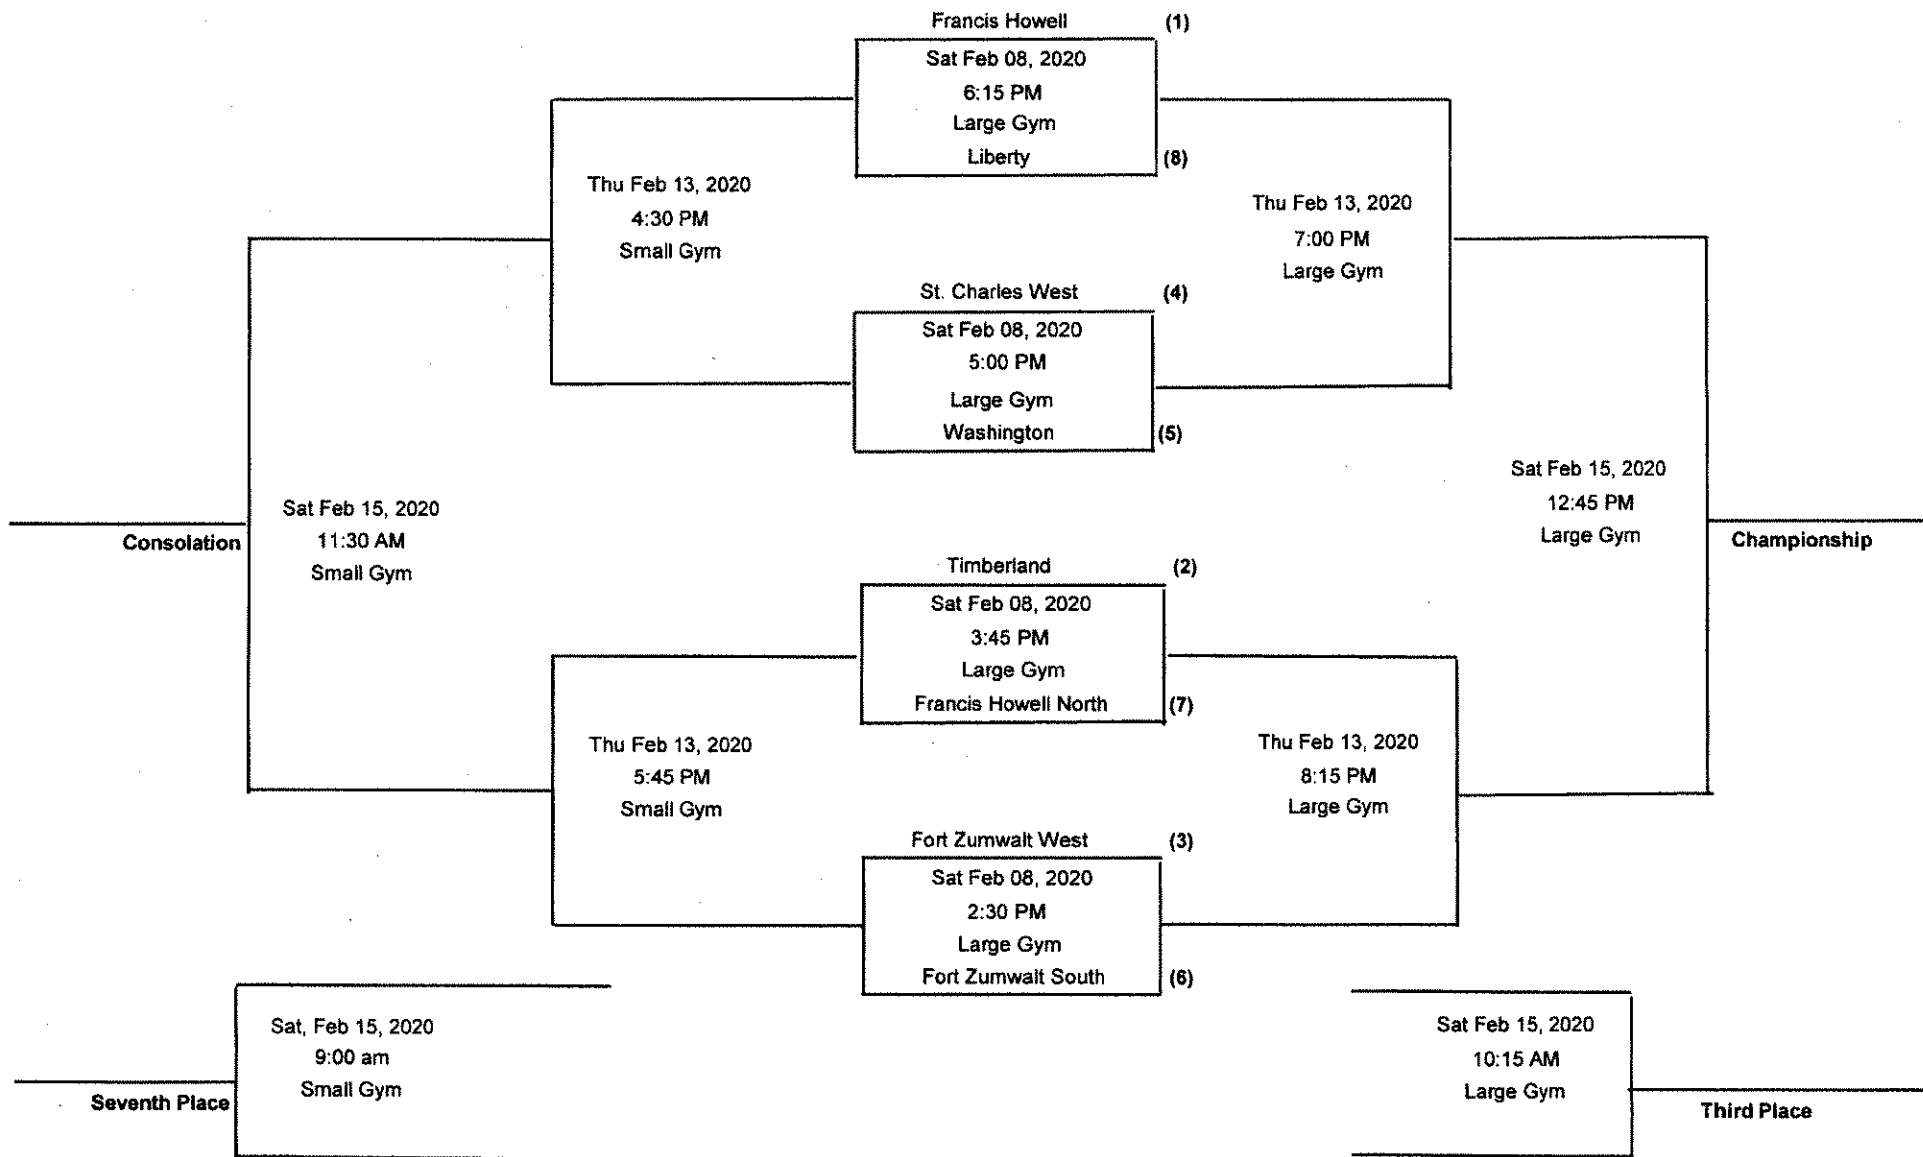 Francis Howell (1)
Sat Feb 08, 2020
6:15 PM
Large Gym
Liberty (8)
Thu Feb 13, 2020
4:30 PM
Small Gym
Thu Feb 13, 2020
7:00 PM
Large Gym
St. Charles West (4)
Sat Feb 08, 2020
5:00 PM
Large Gym
Washington (5)
Sat Feb 15, 2020
11:30 AM
Small Gym
Consolation
Sat Feb 15, 2020
12:45 PM
Large Gym
Championship
Timberland (2)
Sat Feb 08, 2020
3:45 PM
Large Gym
Francis Howell North (7)
Thu Feb 13, 2020
5:45 PM
Small Gym
Thu Feb 13, 2020
8:15 PM
Large Gym
Fort Zumwalt West (3)
Sat Feb 08, 2020
2:30 PM
Large Gym
Fort Zumwalt South (6)
Sat, Feb 15, 2020
9:00 am
Small Gym
Seventh Place
Sat Feb 15, 2020
10:15 AM
Large Gym
Third Place